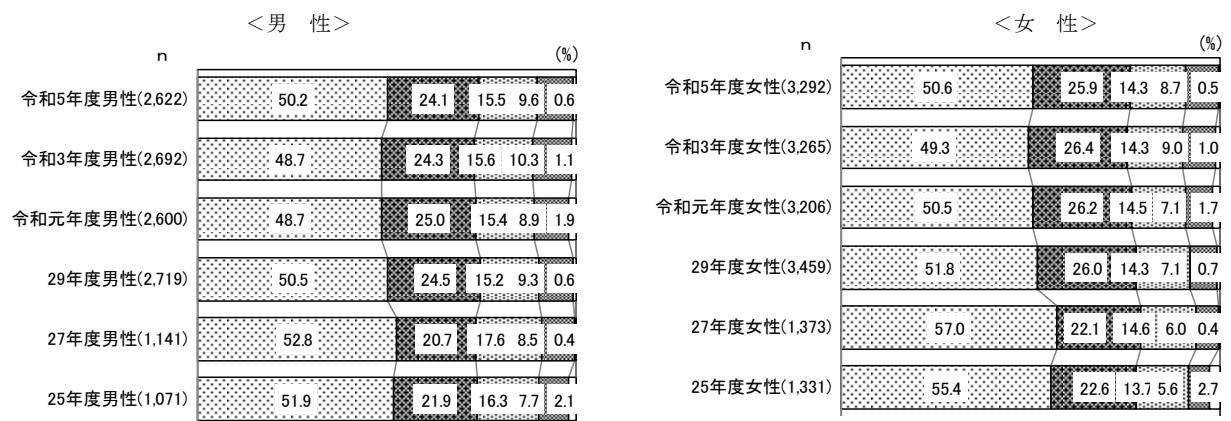 ＜男　性＞
n (%)
令和5年度男性(2,622) 50.2 24.1 15.5 9.6 0.6
令和3年度男性(2,692) 48.7 24.3 15.6 10.3 1.1
令和元年度男性(2,600) 48.7 25.0 15.4 8.9 1.9
29年度男性(2,719) 50.5 24.5 15.2 9.3 0.6
27年度男性(1,141) 52.8 20.7 17.6 8.5 0.4
25年度男性(1,071) 51.9 21.9 16.3 7.7 2.1
＜女　性＞
n (%)
令和5年度女性(3,292) 50.6 25.9 14.3 8.7 0.5
令和3年度女性(3,265) 49.3 26.4 14.3 9.0 1.0
令和元年度女性(3,206) 50.5 26.2 14.5 7.1 1.7
29年度女性(3,459) 51.8 26.0 14.3 7.1 0.7
27年度女性(1,373) 57.0 22.1 14.6 6.0 0.4
25年度女性(1,331) 55.4 22.6 13.7 5.6 2.7